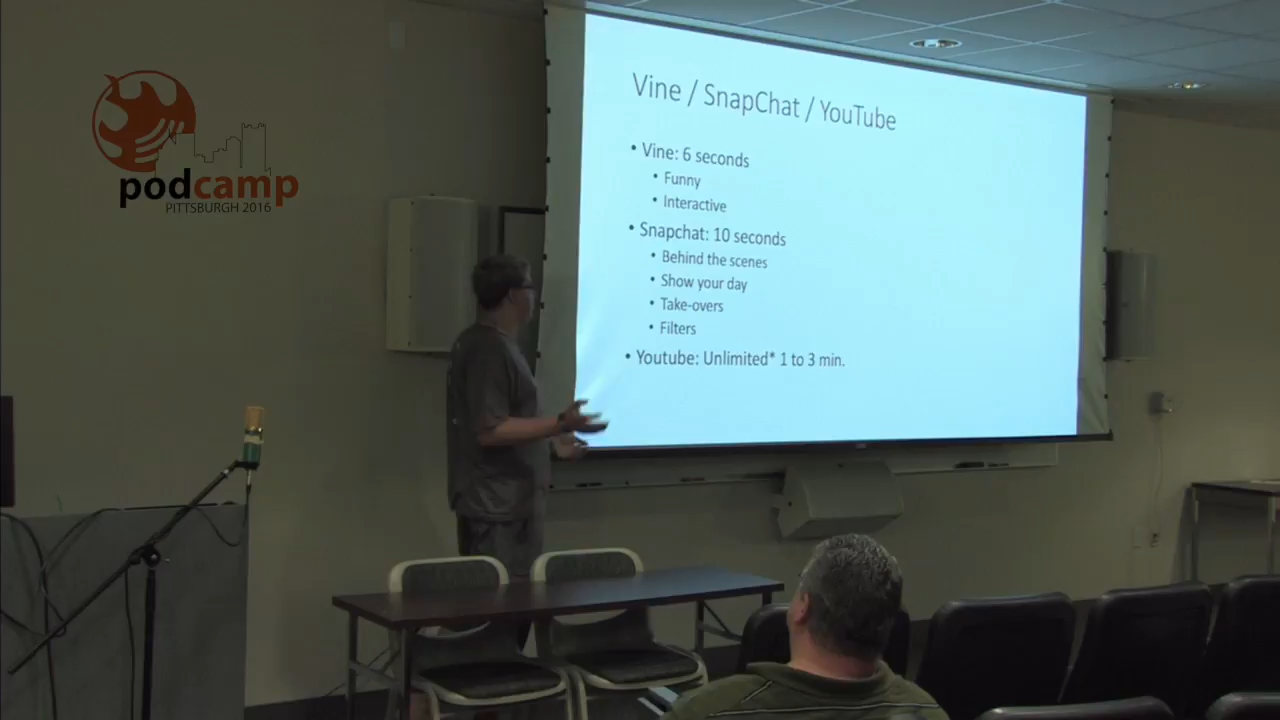 podcamp
PITTSBURGH 2016
Vine / SnapChat / YouTube
• Vine: 6 seconds
• Funny
• Interactive
• Snapchat: 10 seconds
• Behind the scenes
• Show your day
• Take-overs
• Filters
• Youtube: Unlimited* 1 to 3 min.